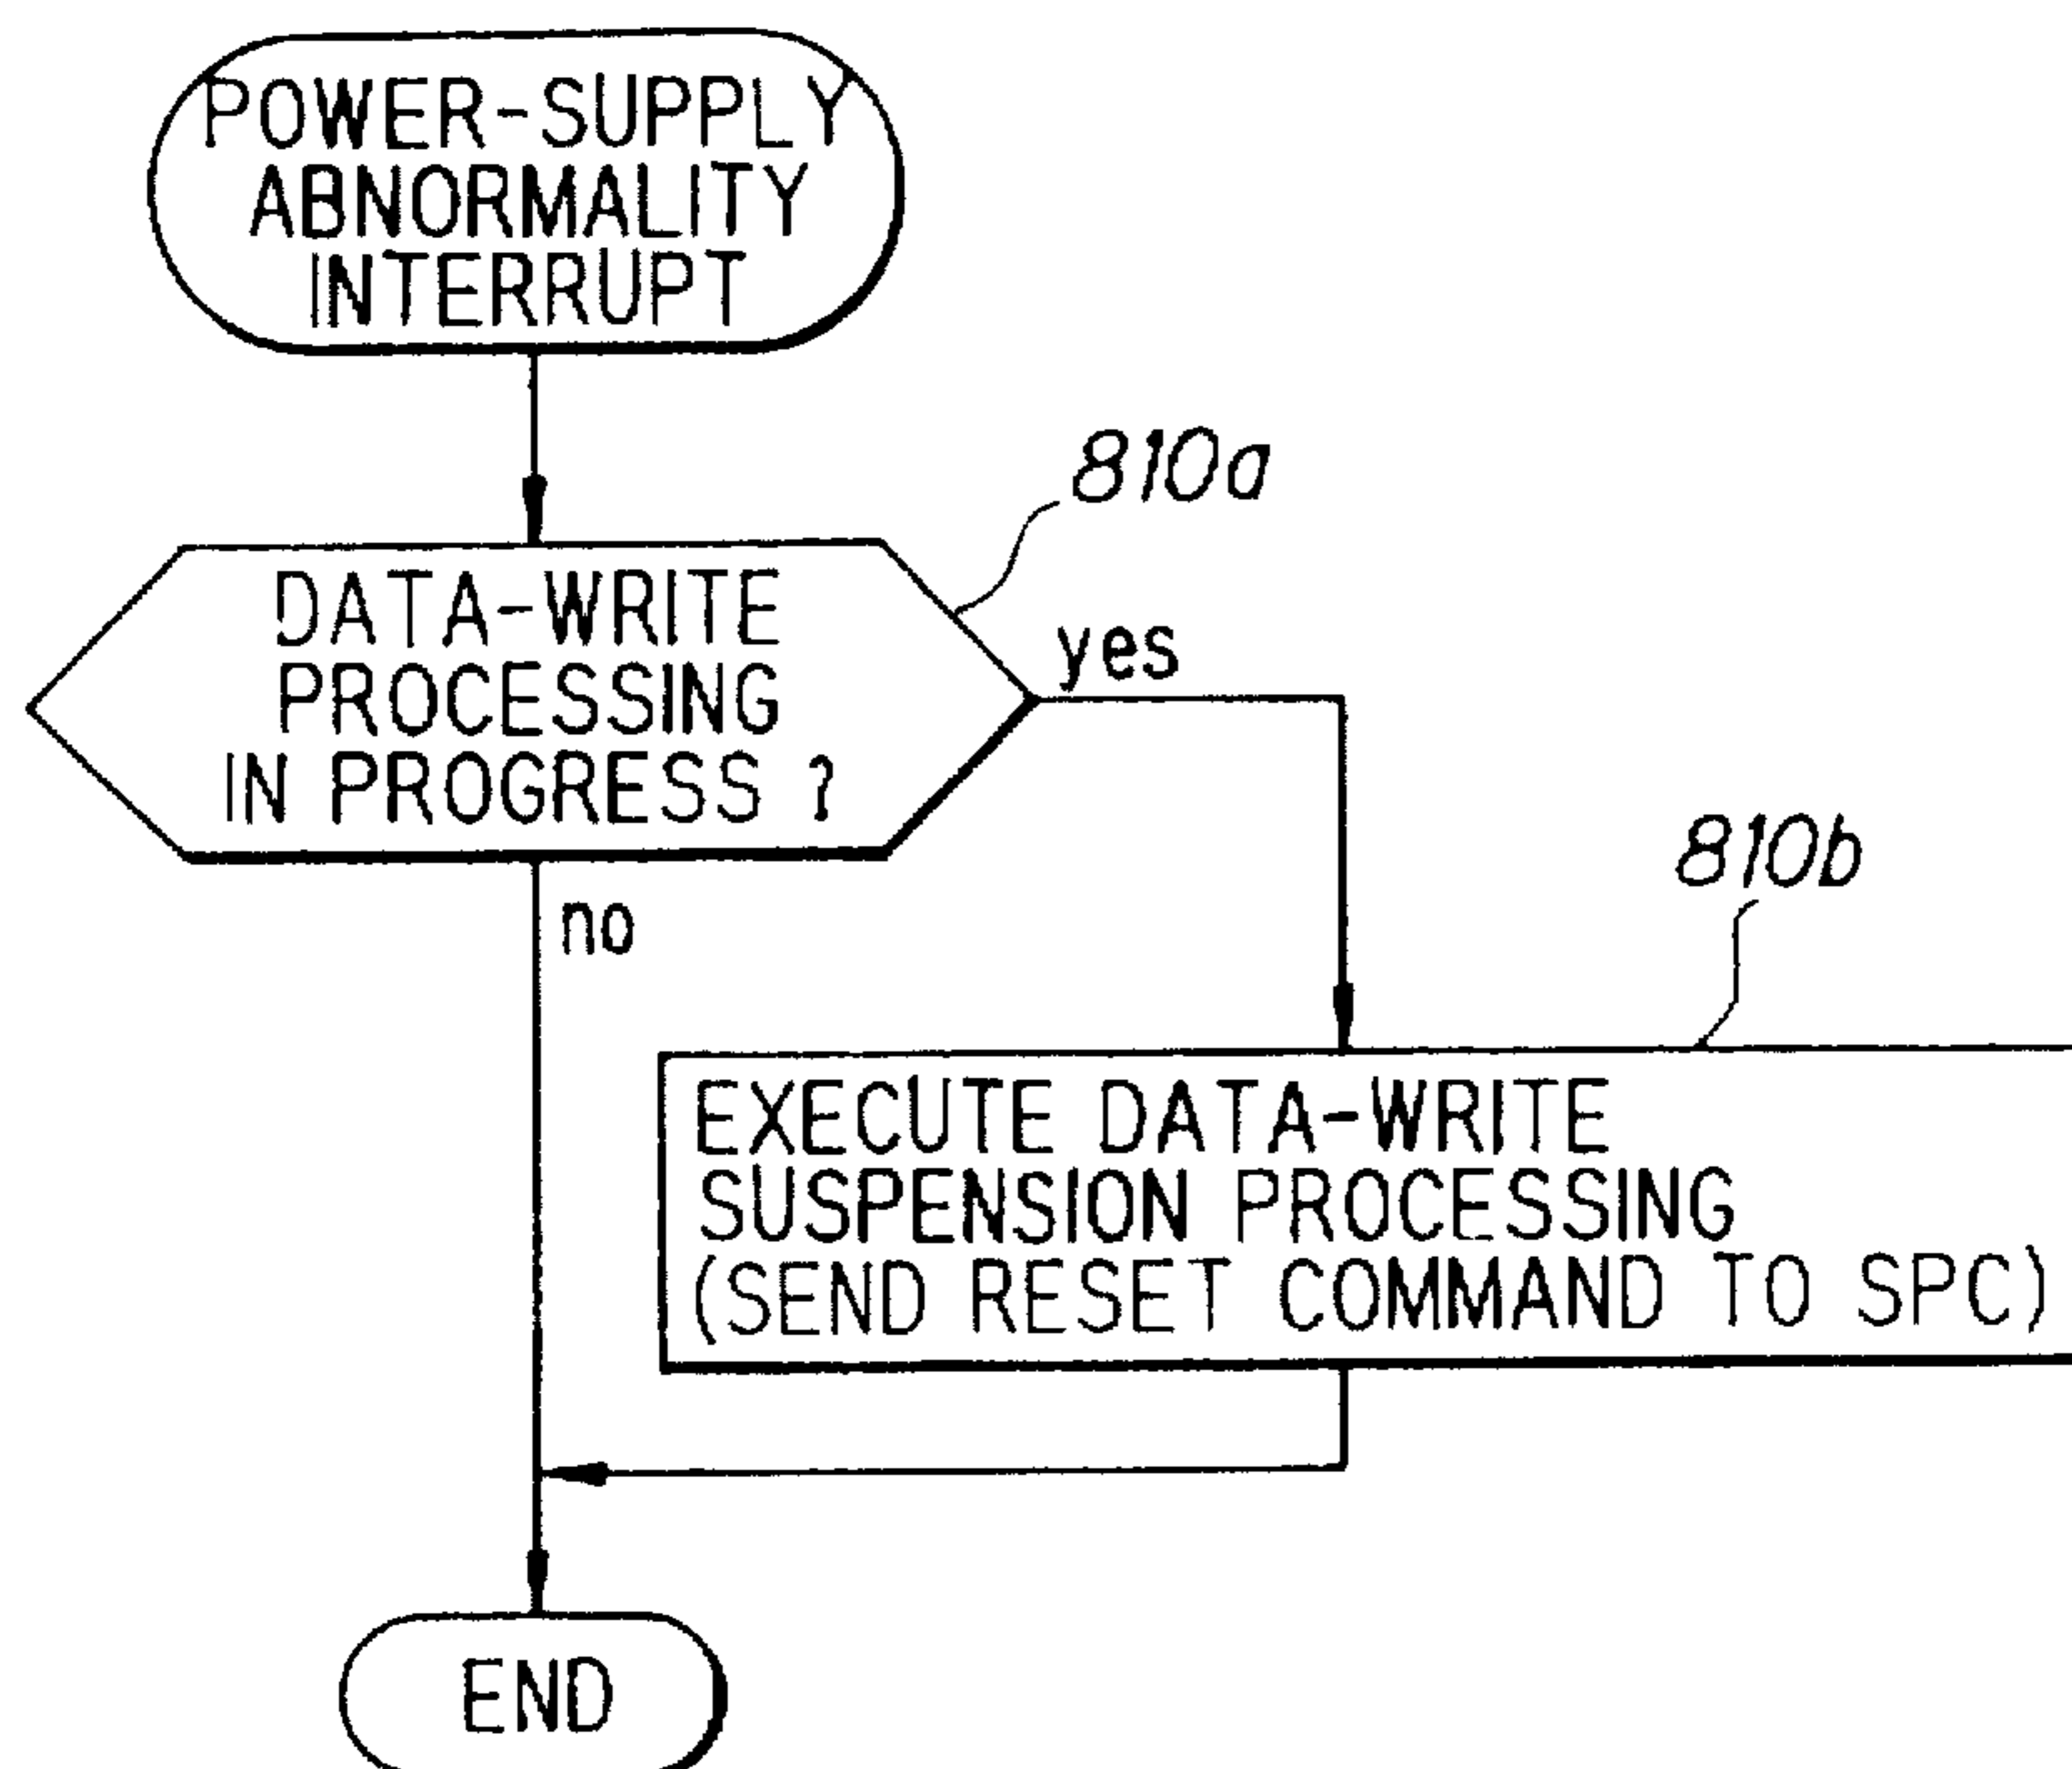 POWER-SUPPLY
ABNORMALITY
INTERRUPT
810a
DATA-WRITE
PROCESSING
IN PROGRESS ?
yes
no
810b
EXECUTE DATA-WRITE
SUSPENSION PROCESSING
(SEND RESET COMMAND TO SPC)
END